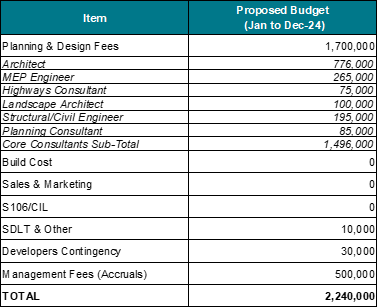 Item Proposed Budget
(Jan to Dec-24)
Planning & Design Fees 1,700,000
Architect 776,000
MEP Engineer 265,000
Highways Consultant 75,000
Landscape Architect 100,000
Structural/Civil Engineer 195,000
Planning Consultant 85,000
Core Consultants Sub-Total 1,496,000
Build Cost 0
Sales & Marketing 0
S106/CIL 0
SDLT & Other 10,000
Developers Contingency 30,000
Management Fees (Accruals) 500,000
TOTAL 2,240,000